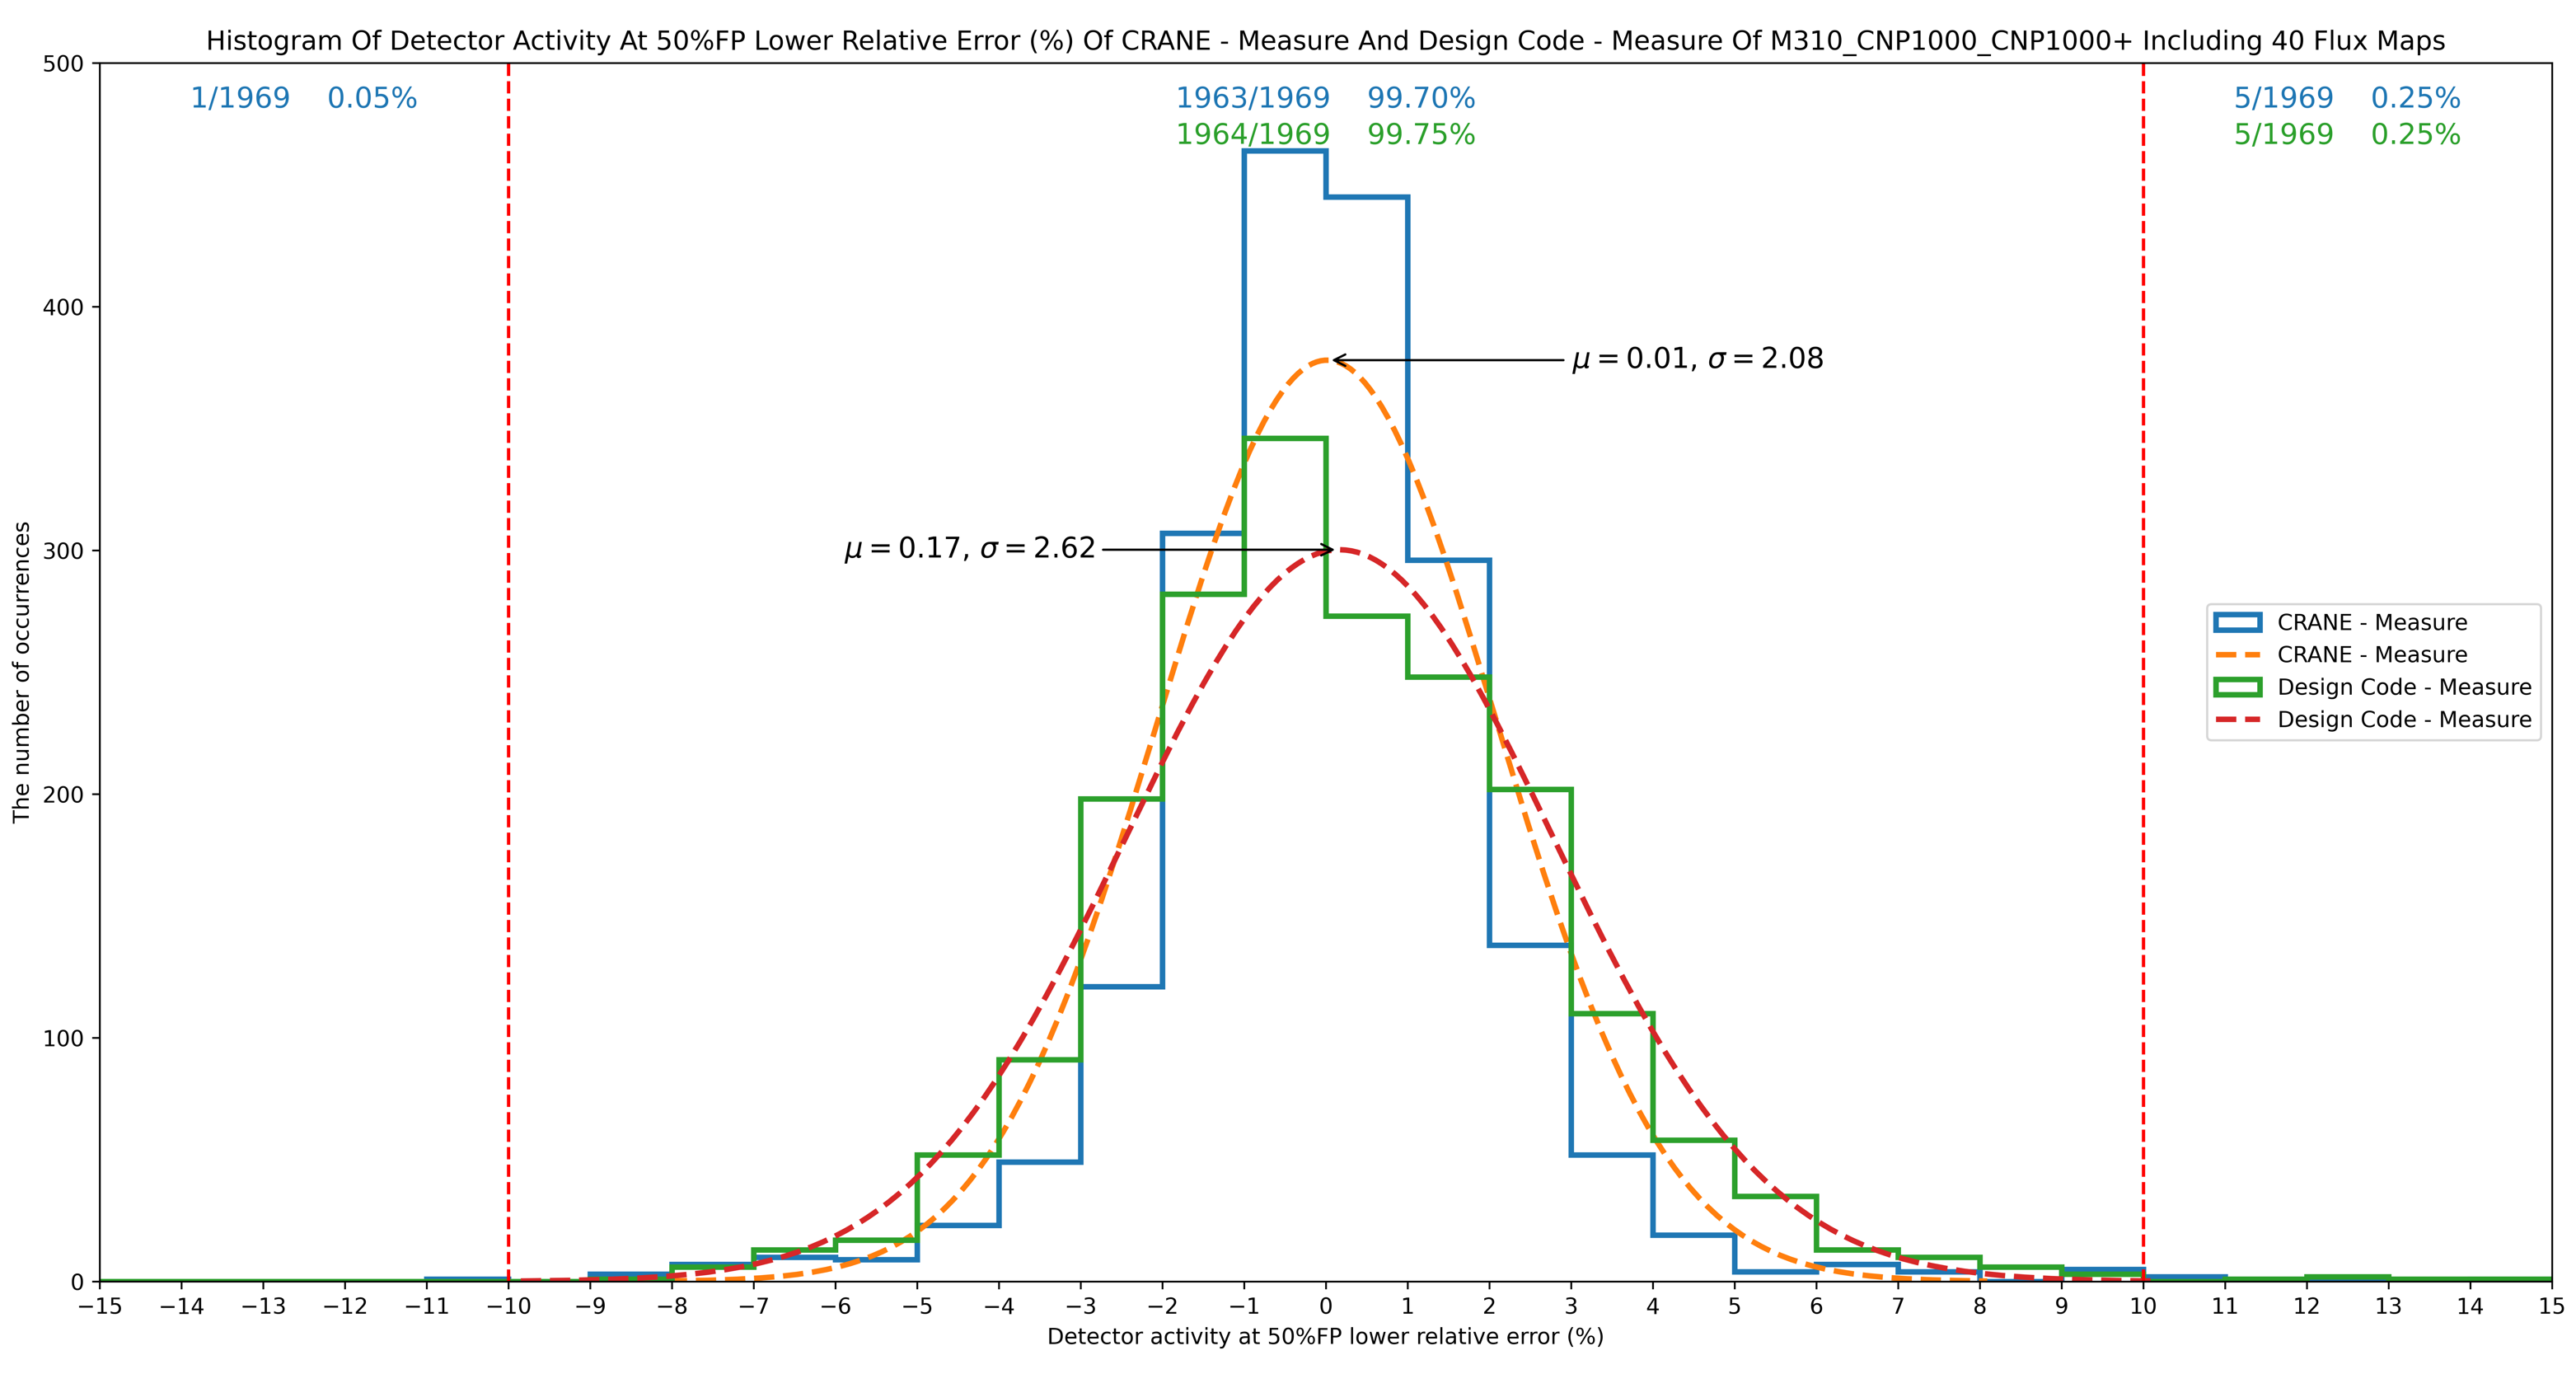 Histogram Of Detector Activity At 50%FP Lower Relative Error (%) Of CRANE - Measure And Design Code - Measure Of M310_CNP1000_CNP1000+ Including 40 Flux Maps
500
1/1969 0.05%
1963/1969 99.70%
5/1969 0.25%
1964/1969 99.75%
5/1969 0.25%
400
μ = 0.01, σ = 2.08
300
μ = 0.17, σ = 2.62
The number of occurrences
CRANE - Measure
CRANE - Measure
Design Code - Measure
Design Code - Measure
200
100
0
−15 −14 −13 −12 −11 −10 −9 −8 −7 −6 −5 −4 −3 −2 −1 0 1 2 3 4 5 6 7 8 9 10 11 12 13 14 15
Detector activity at 50%FP lower relative error (%)